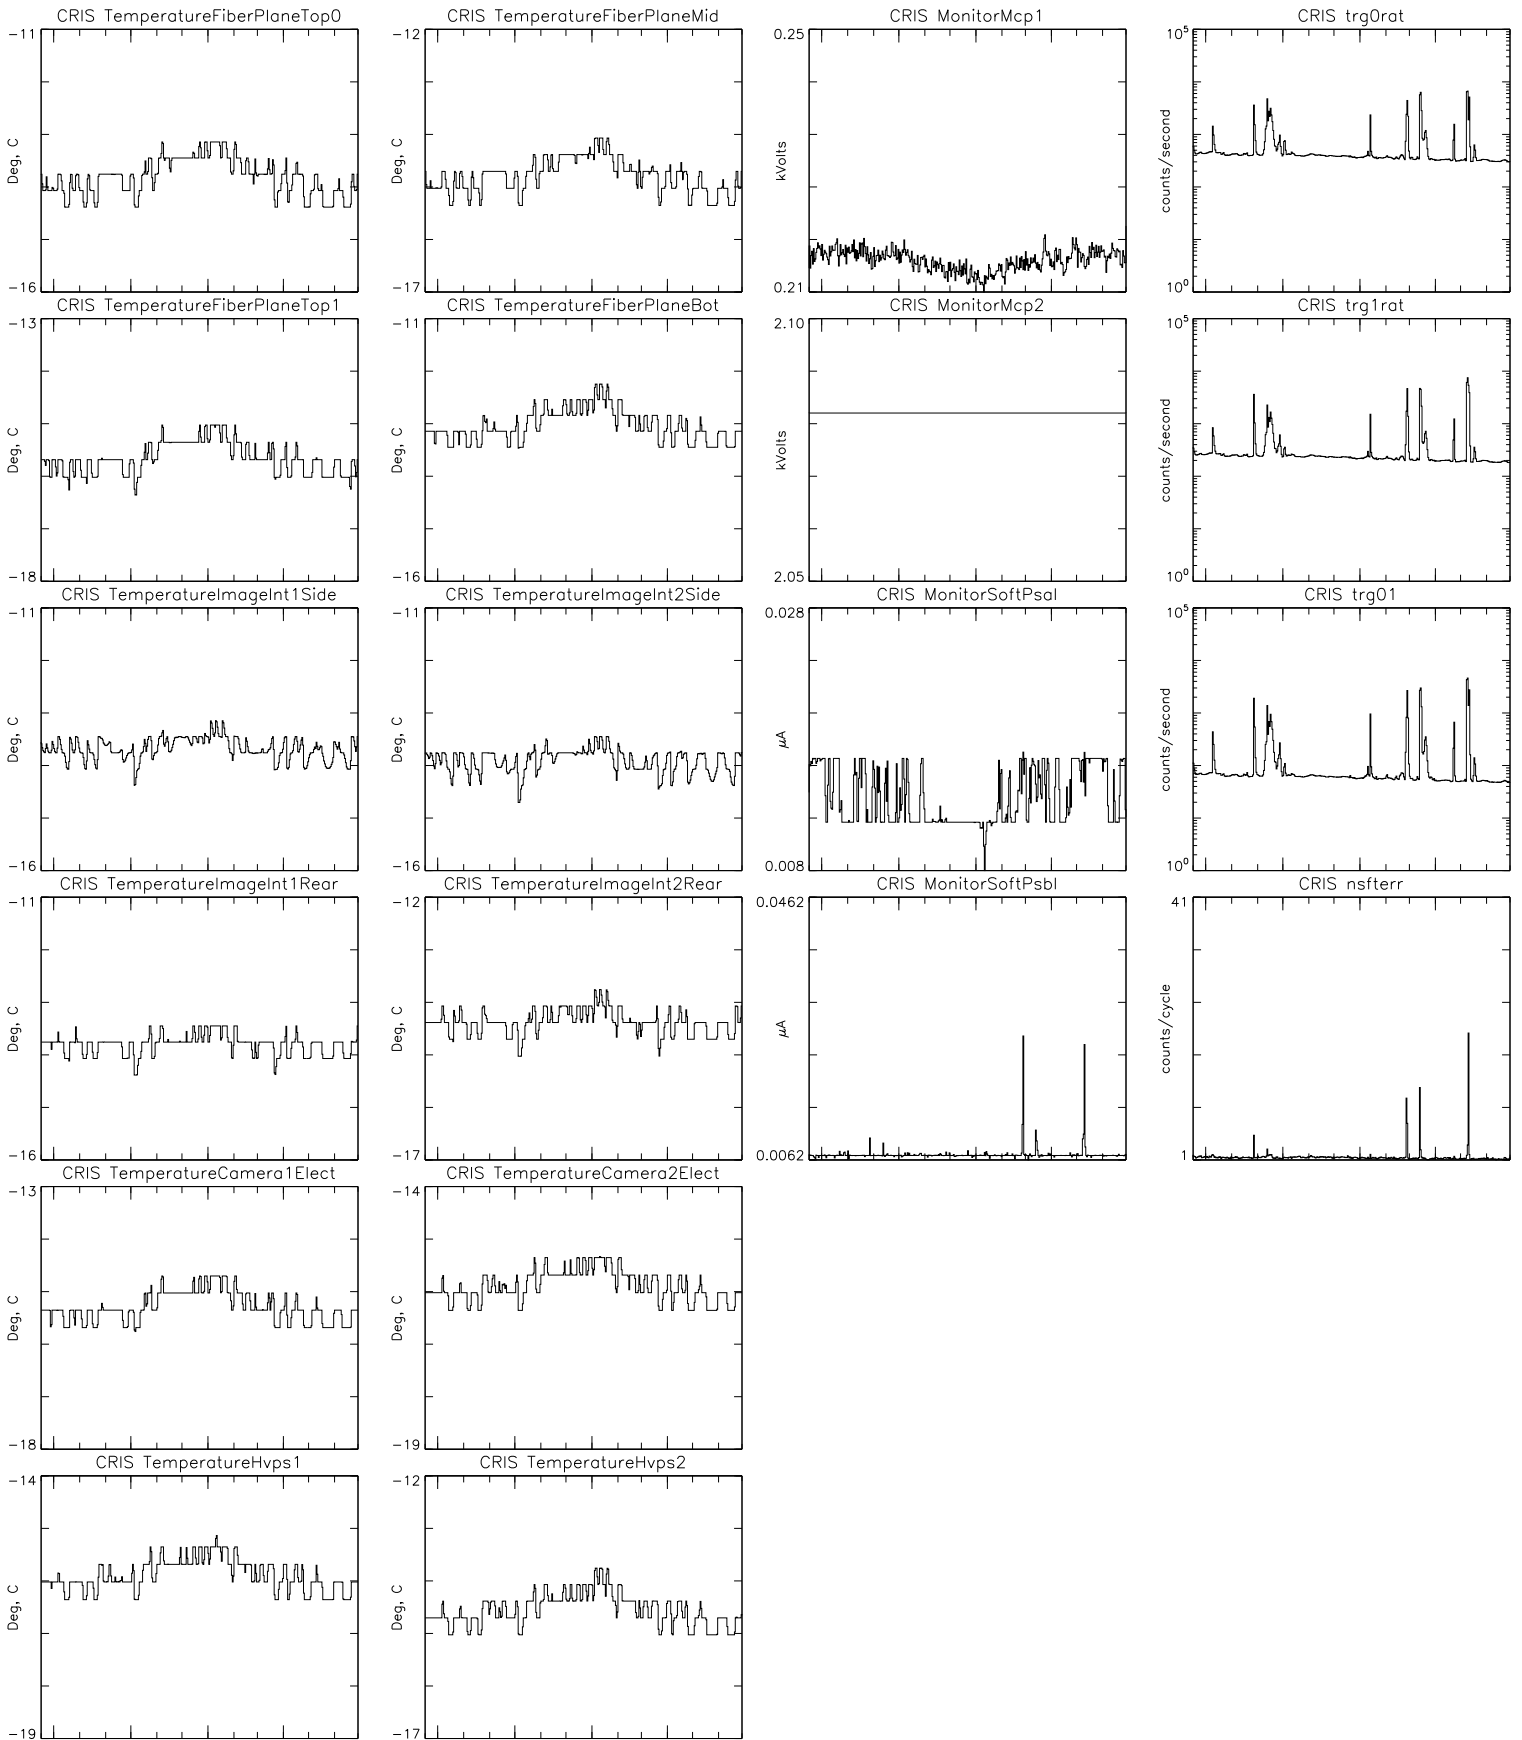 CRIS TemperatureFiberPlaneTop0
-11
Deg, C
-16
CRIS TemperatureFiberPlaneMid
-12
Deg, C
-17
CRIS MonitorMcp1
0.25
kVolts
0.21
CRIS trg0rat
10^5
counts/second
10^0
CRIS TemperatureFiberPlaneTop1
-13
Deg, C
-18
CRIS TemperatureFiberPlaneBot
-11
Deg, C
-16
CRIS MonitorMcp2
2.10
kVolts
2.05
CRIS trg1rat
10^5
counts/second
10^0
CRIS TemperatureImageInt1Side
-11
Deg, C
-16
CRIS TemperatureImageInt2Side
-11
Deg, C
-16
CRIS MonitorSoftPsaI
0.028
μA
0.008
CRIS trg01
10^5
counts/second
10^0
CRIS TemperatureImageInt1Rear
-11
Deg, C
-16
CRIS TemperatureImageInt2Rear
-12
Deg, C
-17
CRIS MonitorSoftPsbI
0.0462
μA
0.0062
CRIS nsfterr
41
counts/cycle
1
CRIS TemperatureCamera1Elect
-13
Deg, C
-18
CRIS TemperatureCamera2Elect
-14
Deg, C
-19
CRIS TemperatureHvps1
-14
Deg, C
-19
CRIS TemperatureHvps2
-12
Deg, C
-17